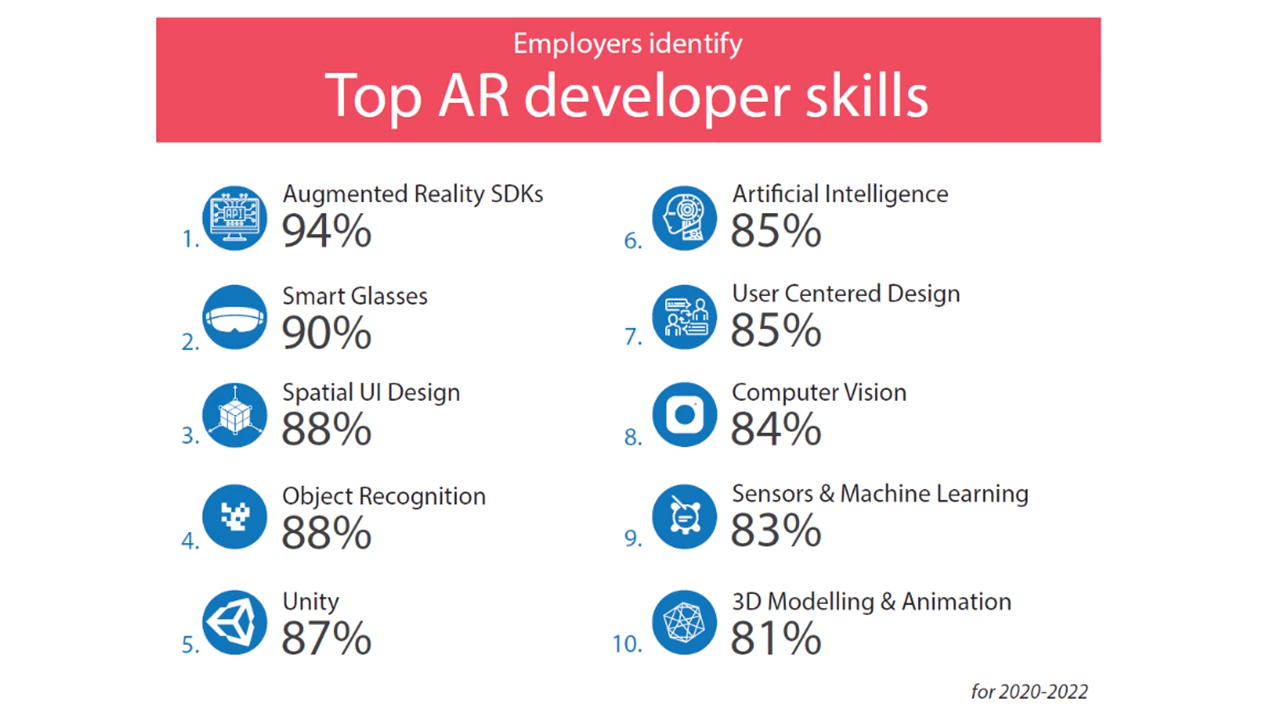 Employers identify
Top AR developer skills
1.
Augmented Reality SDKs
94%
API
2.
Smart Glasses
90%
3.
Spatial UI Design
88%
4.
Object Recognition
88%
5.
Unity
87%
6.
Artificial Intelligence
85%
7.
User Centered Design
85%
8.
Computer Vision
84%
9.
Sensors & Machine Learning
83%
10.
3D Modelling & Animation
81%
for 2020-2022